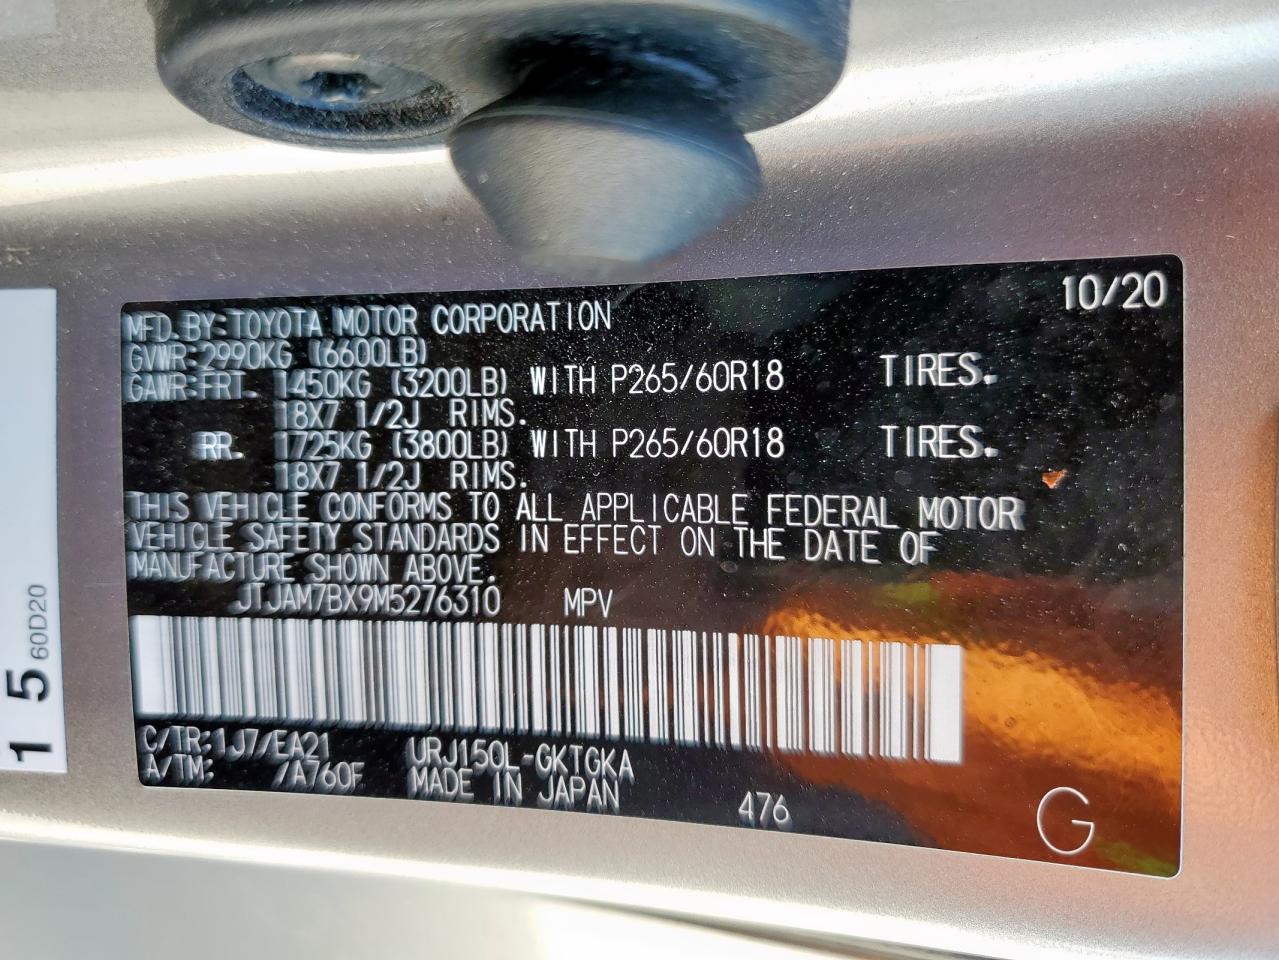 10/20
MFD.BY:TOYOTA MOTOR CORPORATION
GVWR:2990KG (6600LB)
GAWR:FRT. 1450KG (3200LB) WITH P265/60R18 TIRES.
18X7 1/2J RIMS.
RR. 1725KG (3800LB) WITH P265/60R18 TIRES.
18X7 1/2J RIMS.
THIS VEHICLE CONFORMS TO ALL APPLICABLE FEDERAL MOTOR
VEHICLE SAFETY STANDARDS IN EFFECT ON THE DATE OF
MANUFACTURE SHOWN ABOVE.
JTJAM7BX9M5276310 MPV
C/TR:1J7/EA21 URJ150L-GKTGKA
A/TM: /A760F MADE IN JAPAN
476
G
1 5
60D20